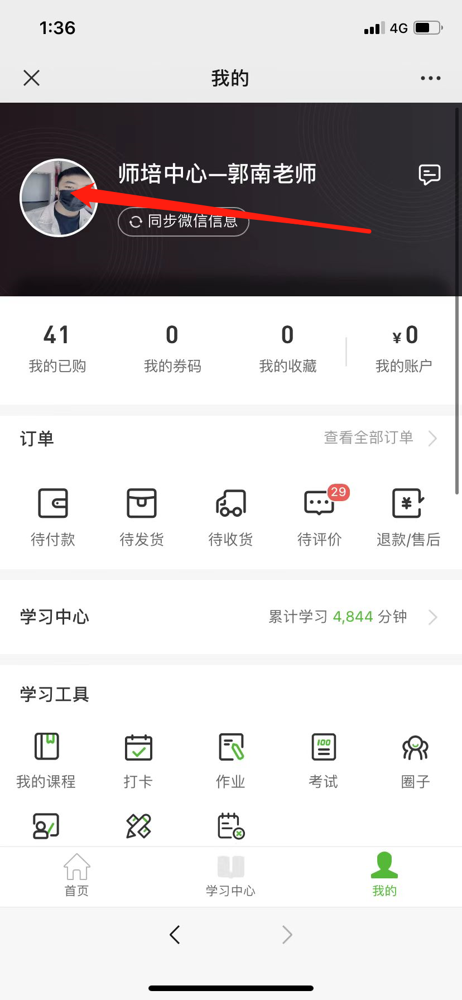 1:36
4G
我的
师培中心—郭南老师
同步微信信息
41
0
0
¥0
我的已购
我的券码
我的收藏
我的账户
订单
查看全部订单
29
待付款
待发货
待收货
待评价
退款/售后
学习中心
累计学习 4,844 分钟
学习工具
100
我的课程
打卡
作业
考试
圈子
首页
学习中心
我的